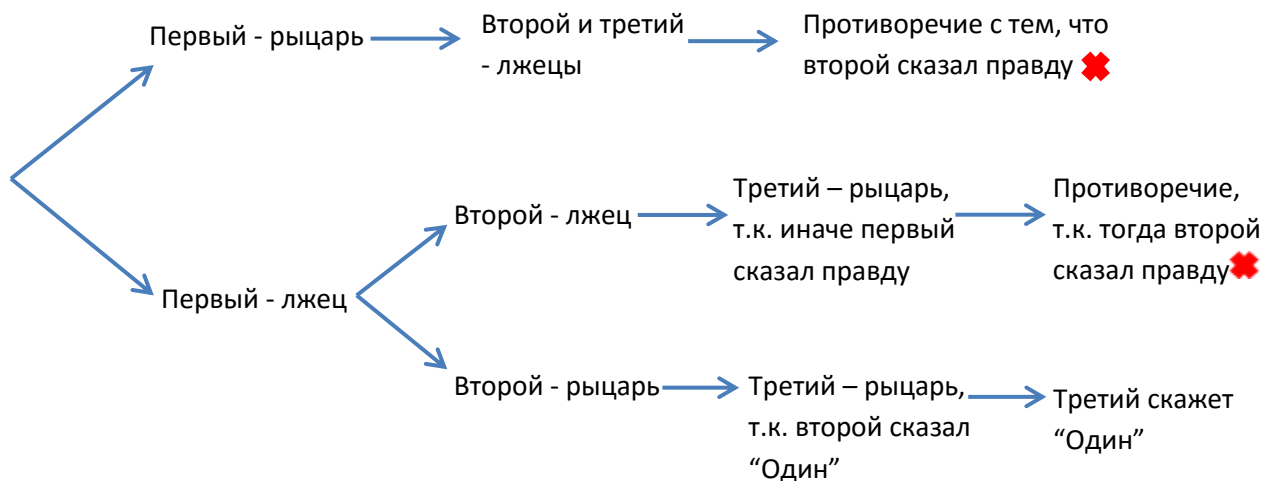 Первый - рыцарь
Второй и третий
- лжецы
Противоречие с тем, что
второй сказал правду
Первый - лжец
Второй - лжец
Третий – рыцарь,
т.к. иначе первый
сказал правду
Противоречие,
т.к. тогда второй
сказал правду
Второй - рыцарь
Третий – рыцарь,
т.к. второй сказал
“Один”
Третий скажет
“Один”